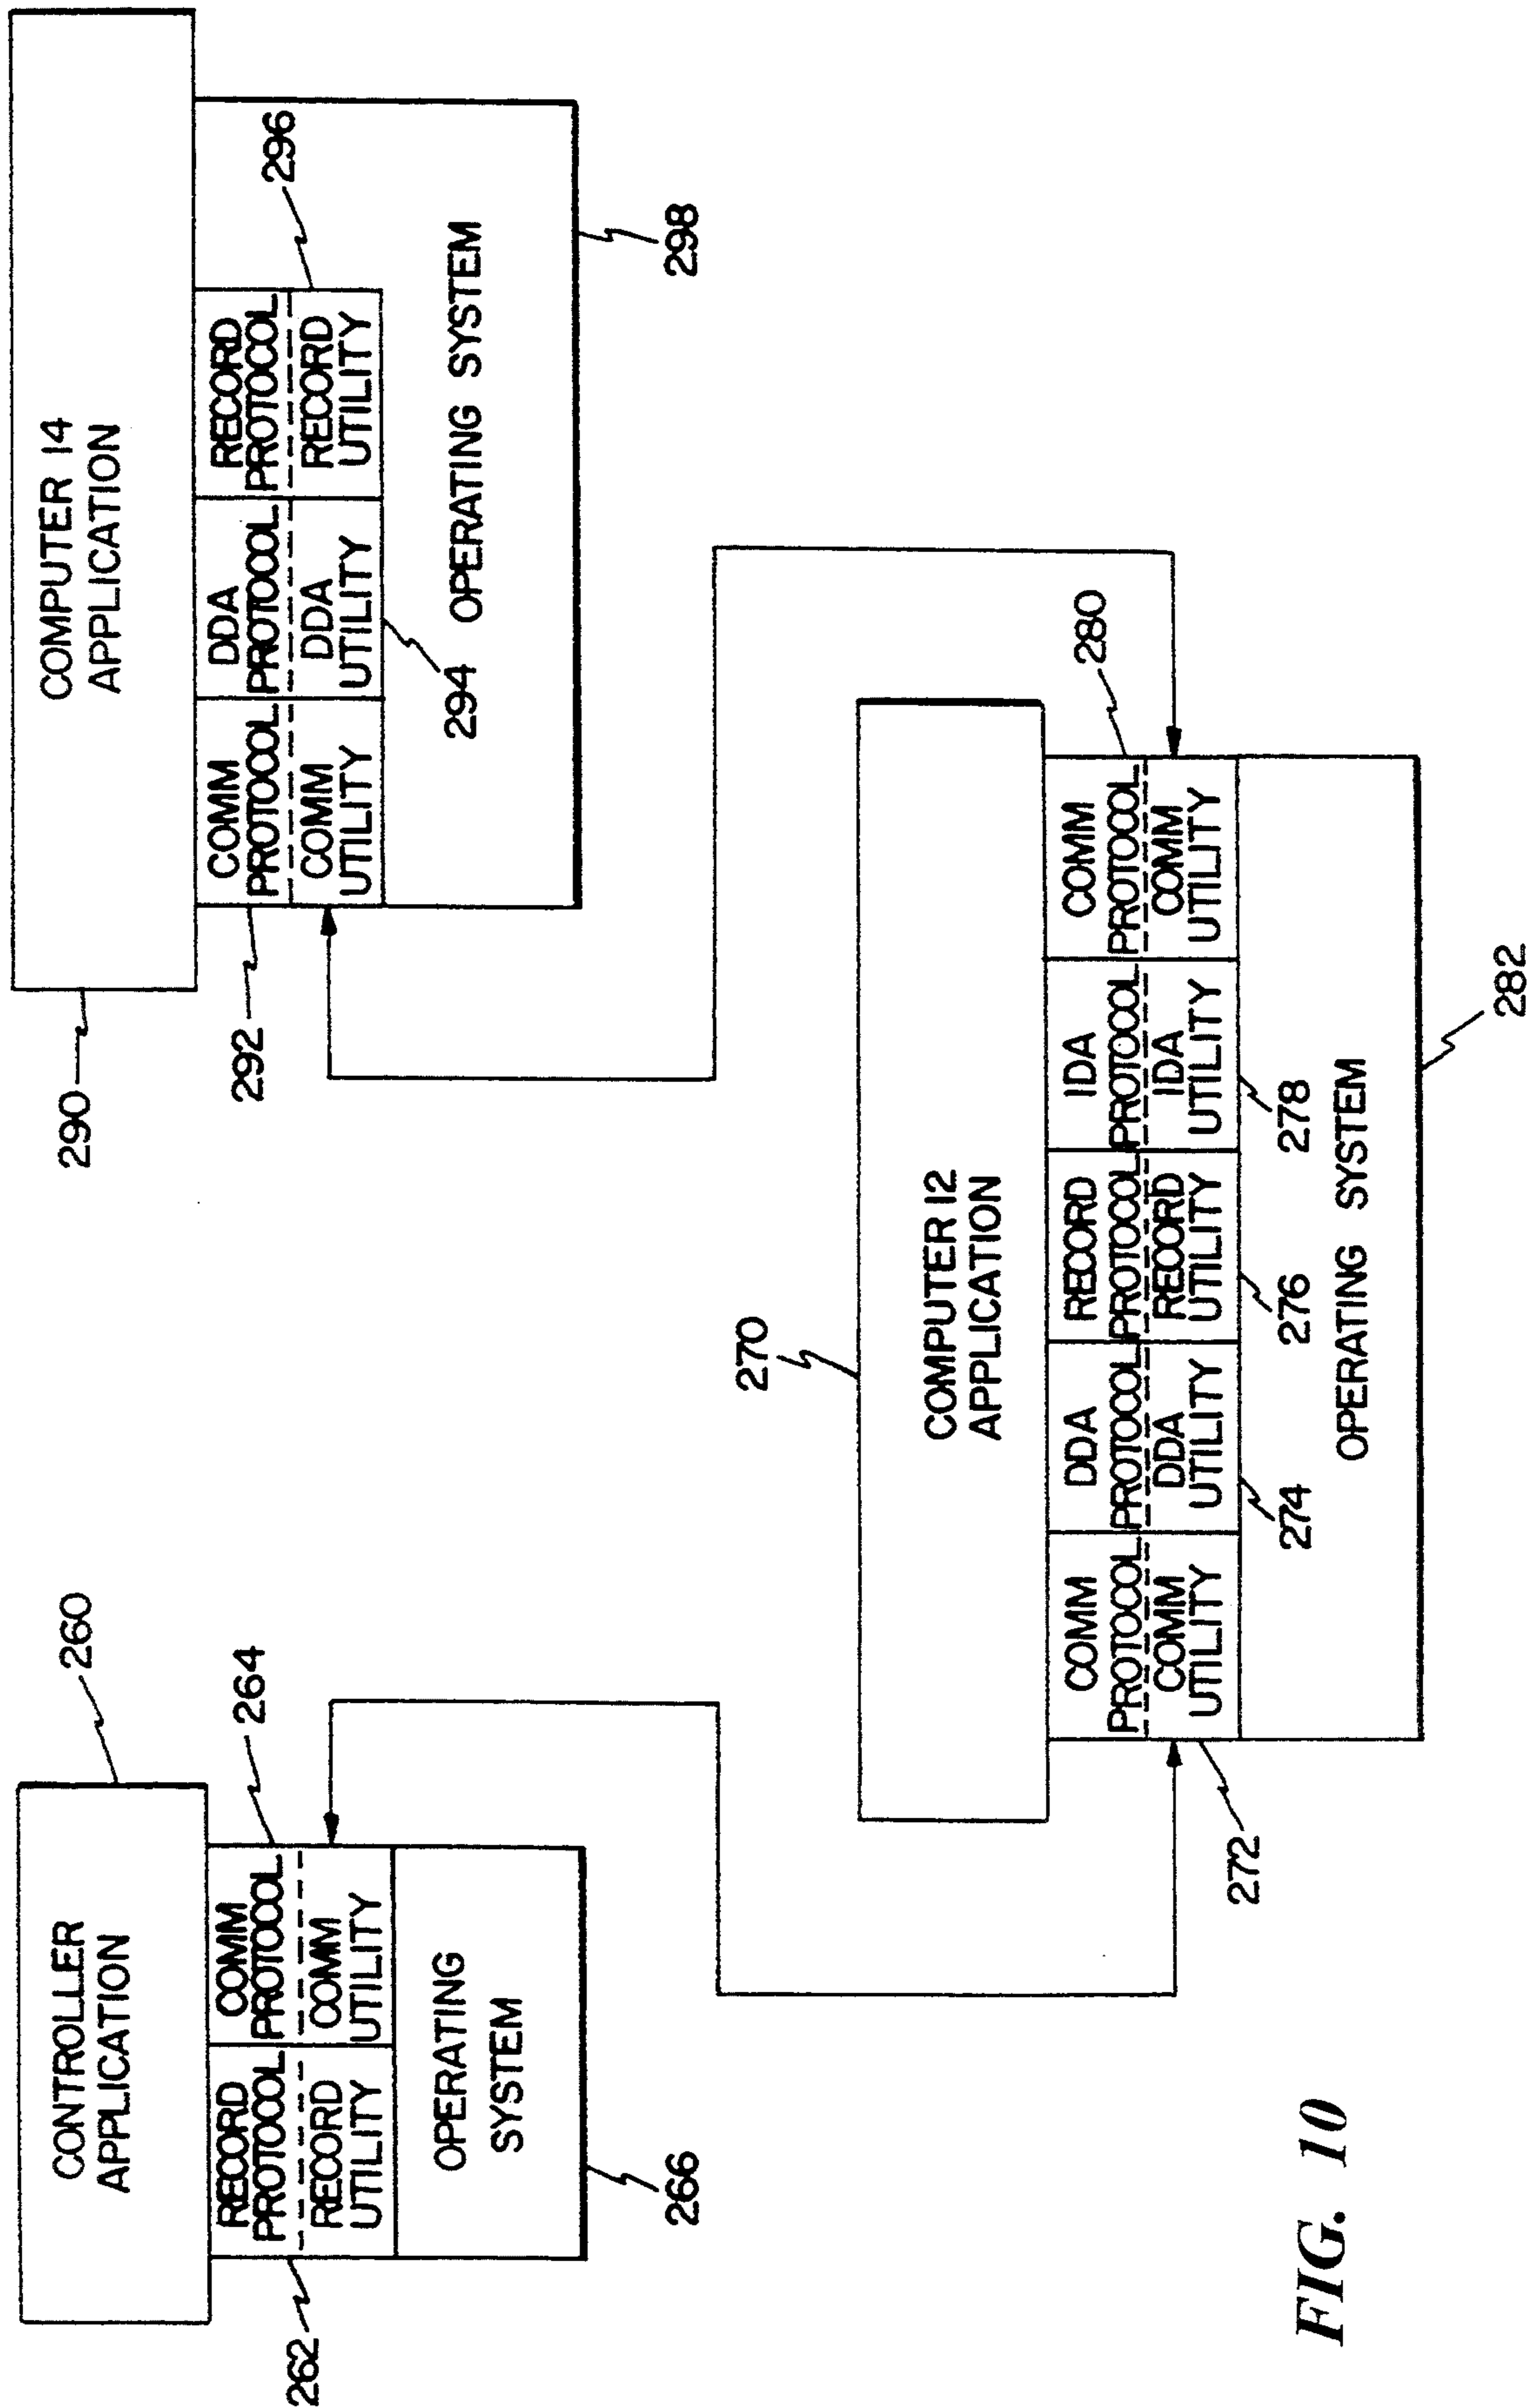 CONTROLLER
APPLICATION
260
RECORD
PROTOCOL
COMM
PROTOCOL
264
RECORD
UTILITY
COMM
UTILITY
262
OPERATING
SYSTEM
266
290
COMPUTER 14
APPLICATION
292
COMM
PROTOCOL
DDA
PROTOCOL
RECORD
PROTOCOL
COMM
UTILITY
DDA
UTILITY
RECORD
UTILITY
296
294
OPERATING SYSTEM
298
270
COMPUTER 12
APPLICATION
COMM
PROTOCOL
DDA
PROTOCOL
RECORD
PROTOCOL
IDA
PROTOCOL
COMM
PROTOCOL
280
COMM
UTILITY
DDA
UTILITY
RECORD
UTILITY
IDA
UTILITY
COMM
UTILITY
272
274
276
278
OPERATING SYSTEM
282
FIG. 10